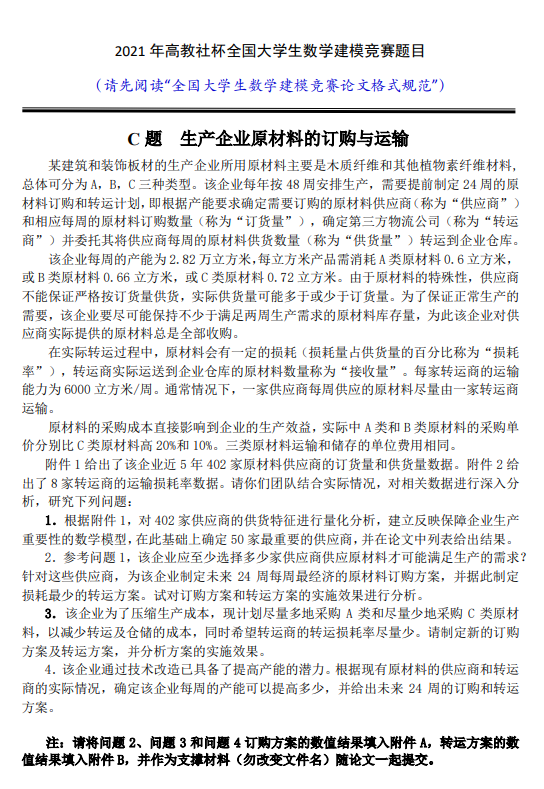 2021 年高教社杯全国大学生数学建模竞赛题目
（请先阅读“全国大学生数学建模竞赛论文格式规范”）
C 题 生产企业原材料的订购与运输
某建筑和装饰板材的生产企业所用原材料主要是木质纤维和其他植物素纤维材料，
总体可分为 A，B，C 三种类型。该企业每年按 48 周安排生产，需要提前制定 24 周的原
材料订购和转运计划，即根据产能要求确定需要订购的原材料供应商（称为“供应商”）
和相应每周的原材料订购数量（称为“订货量”），确定第三方物流公司（称为“转运
商”）并委托其将供应商每周的原材料供货数量（称为“供货量”）转运到企业仓库。
该企业每周的产能为 2.82 万立方米，每立方米产品需消耗 A 类原材料 0.6 立方米，
或 B 类原材料 0.66 立方米，或 C 类原材料 0.72 立方米。由于原材料的特殊性，供应商
不能保证严格按订货量供货，实际供货量可能多于或少于订货量。为了保证正常生产的
需要，该企业要尽可能保持不少于满足两周生产需求的原材料库存量，为此该企业对供
应商实际提供的原材料总是全部收购。
在实际转运过程中，原材料会有一定的损耗（损耗量占供货量的百分比称为“损耗
率”），转运商实际运送到企业仓库的原材料数量称为“接收量”。每家转运商的运输
能力为 6000 立方米/周。通常情况下，一家供应商每周供应的原材料尽量由一家转运商
运输。
原材料的采购成本直接影响到企业的生产效益，实际中 A 类和 B 类原材料的采购单
价分别比 C 类原材料高 20%和 10%。三类原材料运输和储存的单位费用相同。
附件 1 给出了该企业近 5 年 402 家原材料供应商的订货量和供货量数据。附件 2 给
出了 8 家转运商的运输损耗率数据。请你们团队结合实际情况，对相关数据进行深入分
析，研究下列问题：
1．根据附件 1，对 402 家供应商的供货特征进行量化分析，建立反映保障企业生产
重要性的数学模型，在此基础上确定 50 家最重要的供应商，并在论文中列表给出结果。
2．参考问题 1，该企业应至少选择多少家供应商供应原材料才可能满足生产的需求？
针对这些供应商，为该企业制定未来 24 周每周最经济的原材料订购方案，并据此制定
损耗最少的转运方案。试对订购方案和转运方案的实施效果进行分析。
3．该企业为了压缩生产成本，现计划尽量多地采购 A 类和尽量少地采购 C 类原材
料，以减少转运及仓储的成本，同时希望转运商的转运损耗率尽量少。请制定新的订购
方案及转运方案，并分析方案的实施效果。
4．该企业通过技术改造已具备了提高产能的潜力。根据现有原材料的供应商和转运
商的实际情况，确定该企业每周的产能可以提高多少，并给出未来 24 周的订购和转运
方案。
注：请将问题 2、问题 3 和问题 4 订购方案的数值结果填入附件 A，转运方案的数
值结果填入附件 B，并作为支撑材料（勿改变文件名）随论文一起提交。